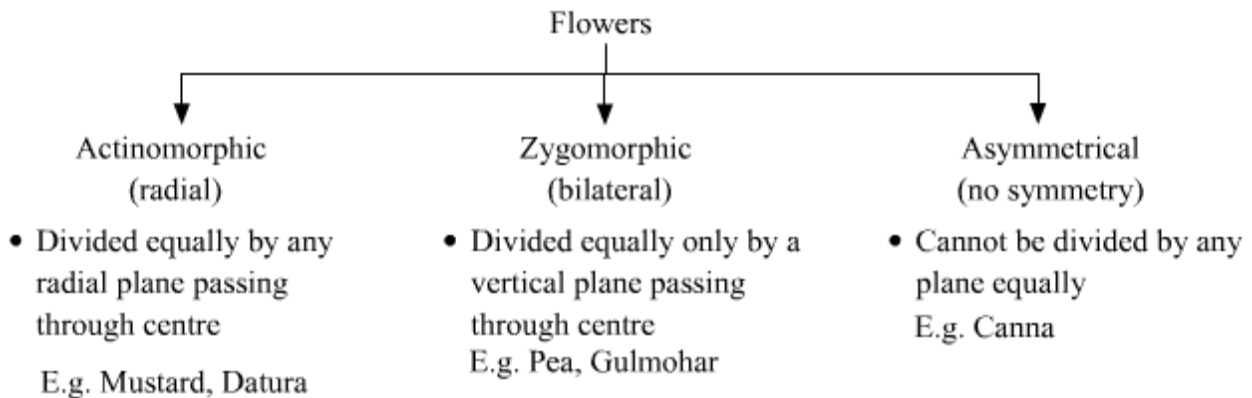 Flowers
Actinomorphic
(radial)
• Divided equally by any
radial plane passing
through centre
E.g. Mustard, Datura
Zygomorphic
(bilateral)
• Divided equally only by a
vertical plane passing
through centre
E.g. Pea, Gulmohar
Asymmetrical
(no symmetry)
• Cannot be divided by any
plane equally
E.g. Canna